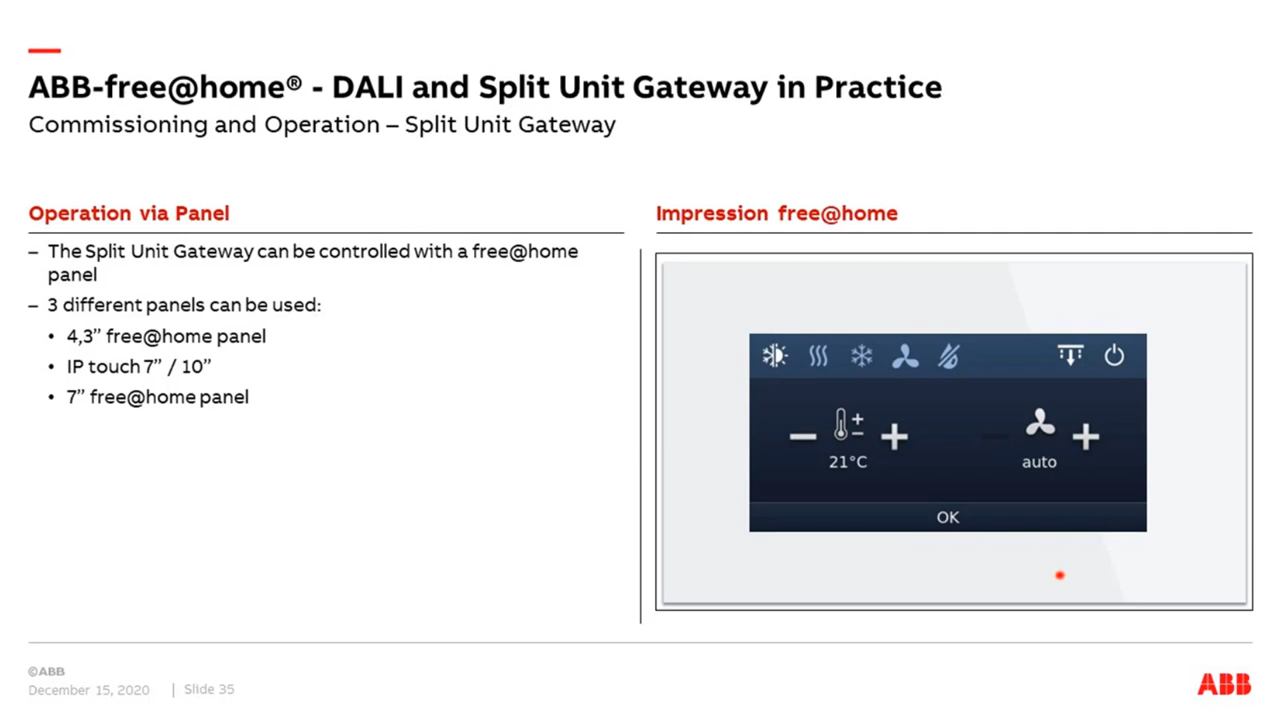 ABB-free@home® - DALI and Split Unit Gateway in Practice
Commissioning and Operation – Split Unit Gateway
Operation via Panel
– The Split Unit Gateway can be controlled with a free@home
panel
– 3 different panels can be used:
• 4,3” free@home panel
• IP touch 7” / 10”
• 7” free@home panel
Impression free@home
21°C
auto
OK
©ABB
December 15, 2020 | Slide 35
ABB